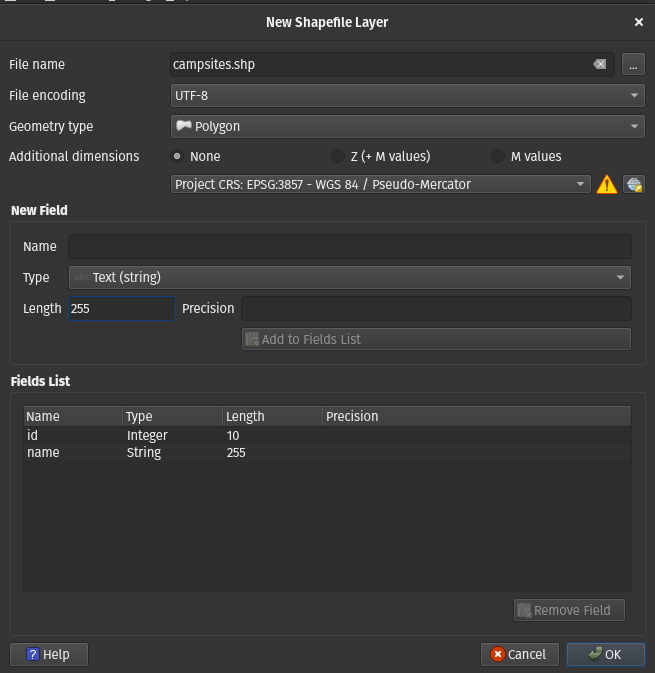 New Shapefile Layer
File name campsites.shp ...
File encoding UTF-8
Geometry type Polygon
Additional dimensions None Z (+ M values) M values
Project CRS: EPSG:3857 - WGS 84 / Pseudo-Mercator
New Field
Name
Type abc Text (string)
Length 255 Precision
Add to Fields List
Fields List
Name Type Length Precision
id Integer 10
name String 255
Remove Field
? Help Cancel OK